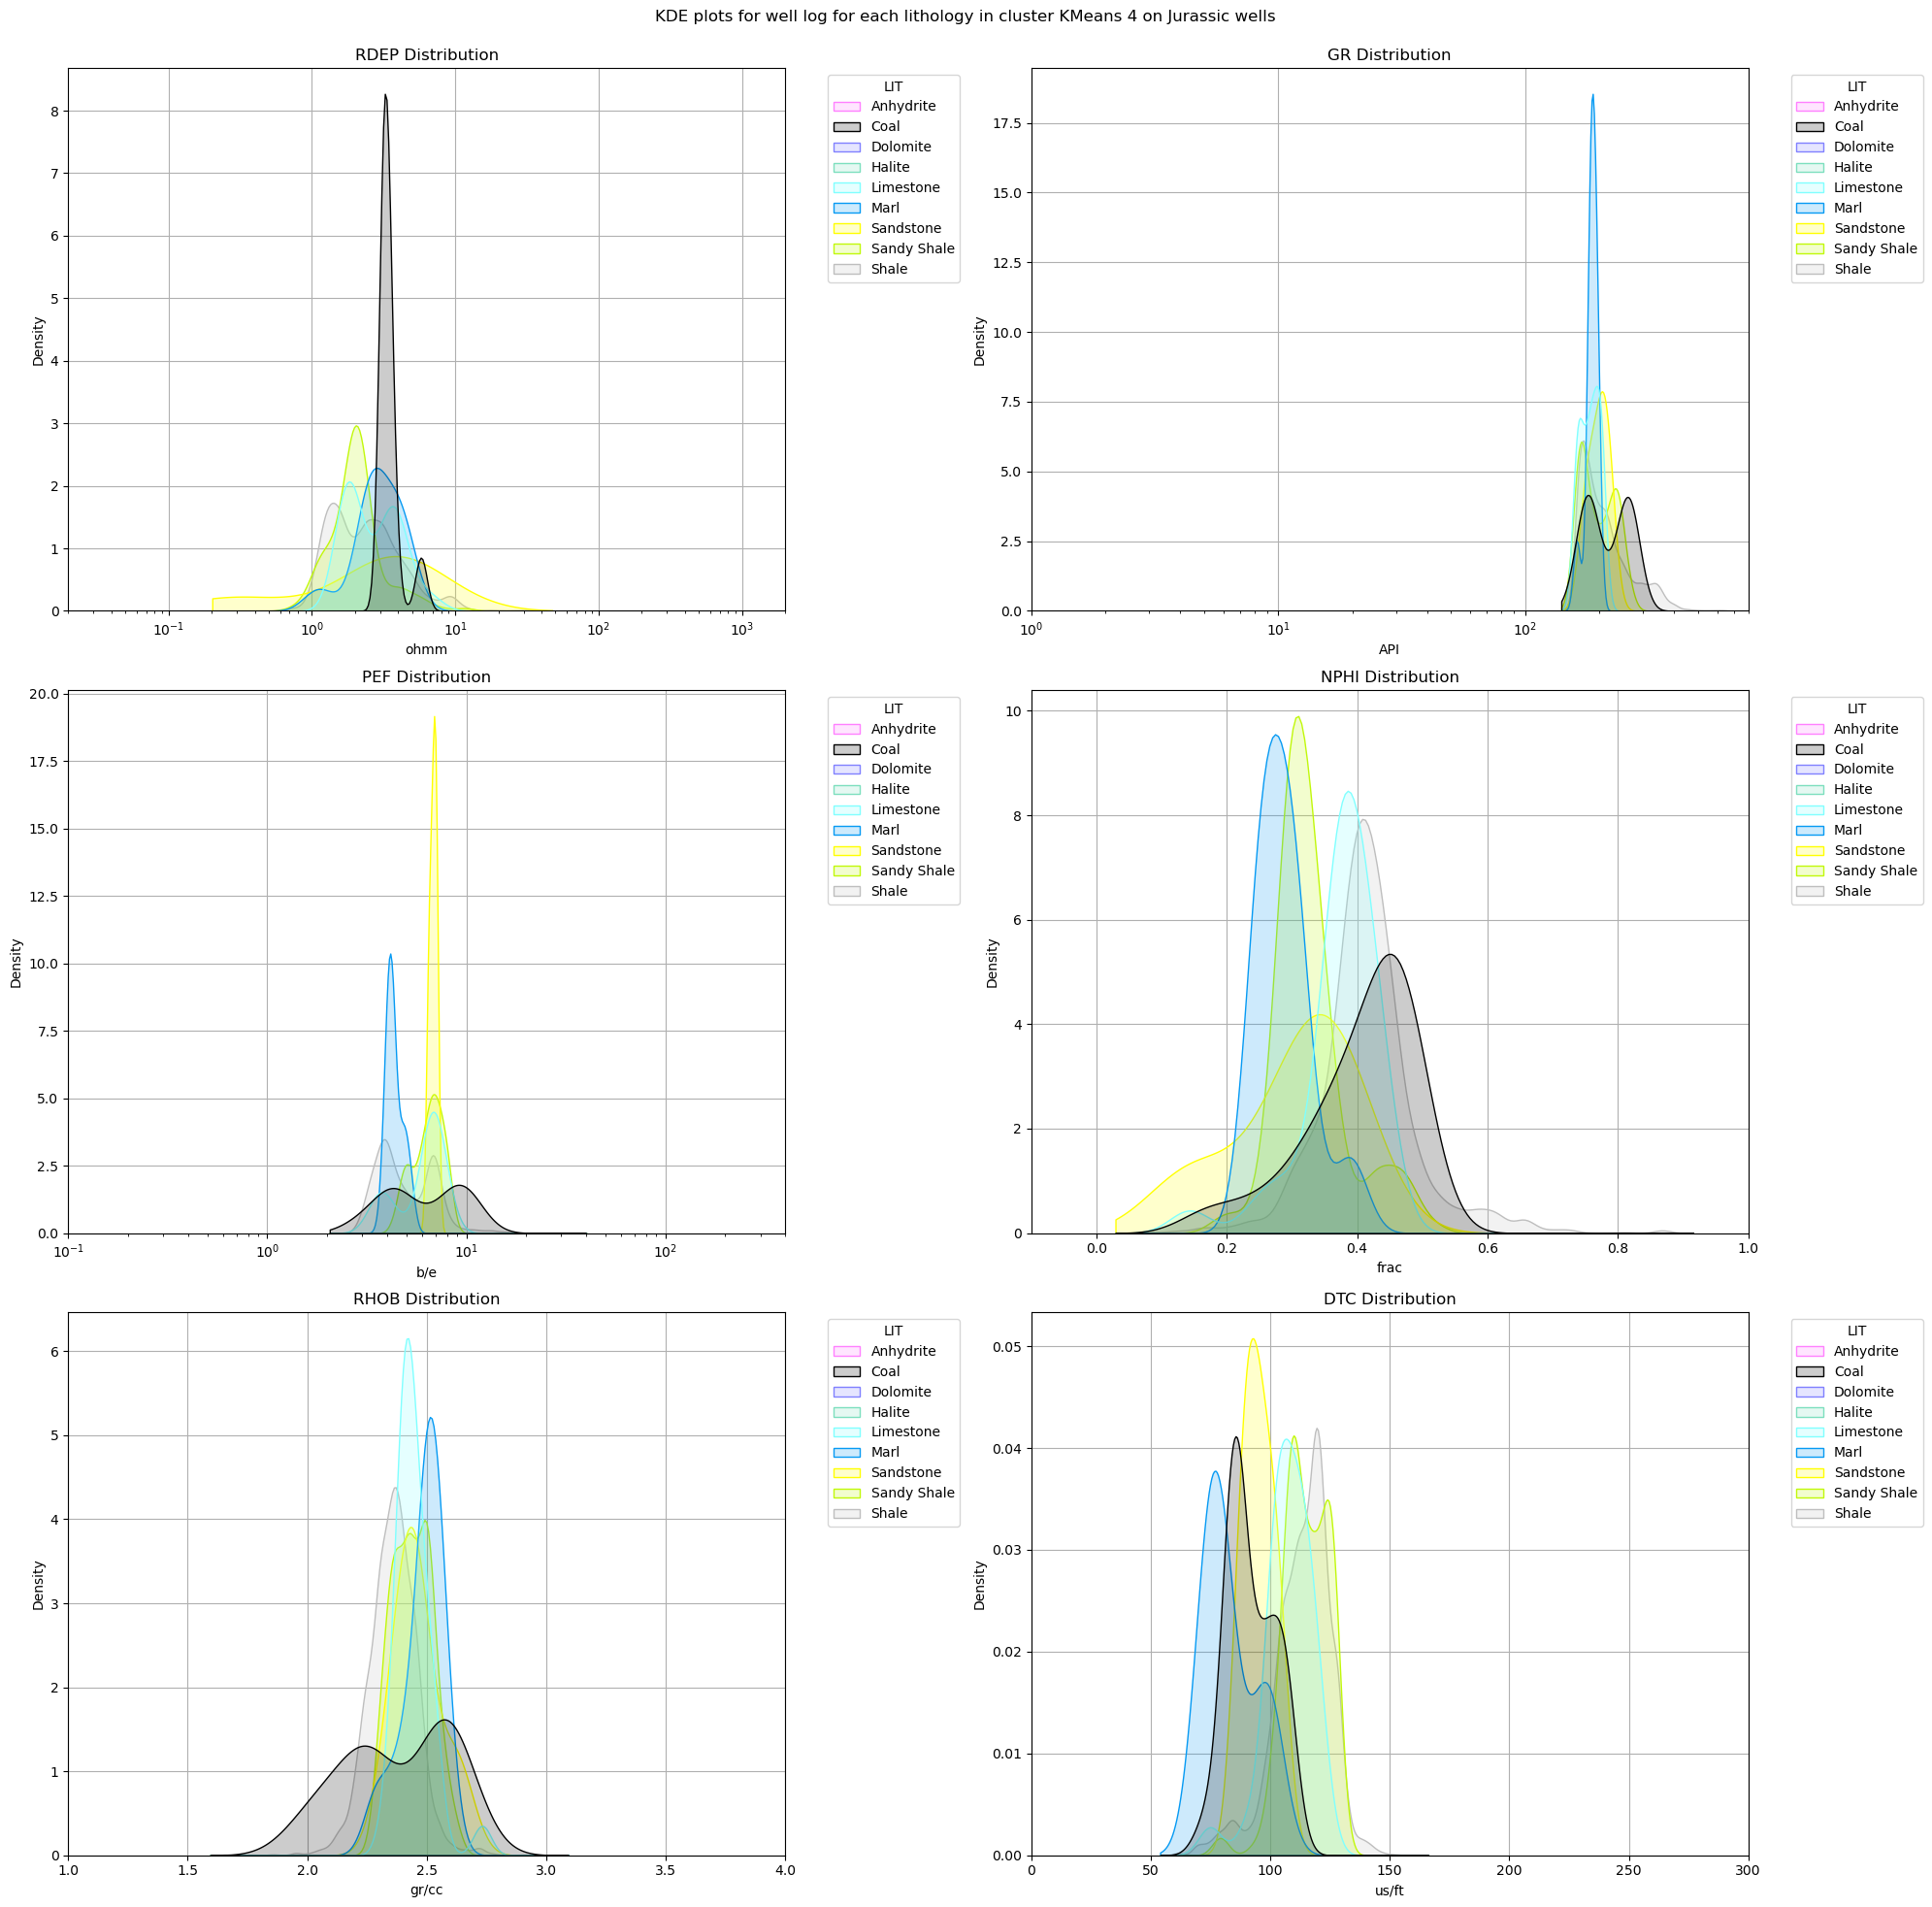 KDE plots for well log for each lithology in cluster KMeans 4 on Jurassic wells
RDEP Distribution
Density
8
7
6
5
4
3
2
1
0
10⁻¹
10⁰
10¹
10²
10³
ohmm
LIT
Anhydrite
Coal
Dolomite
Halite
Limestone
Marl
Sandstone
Sandy Shale
Shale
GR Distribution
Density
17.5
15.0
12.5
10.0
7.5
5.0
2.5
0.0
10⁰
10¹
10²
API
LIT
Anhydrite
Coal
Dolomite
Halite
Limestone
Marl
Sandstone
Sandy Shale
Shale
PEF Distribution
Density
20.0
17.5
15.0
12.5
10.0
7.5
5.0
2.5
0.0
10⁻¹
10⁰
10¹
10²
b/e
LIT
Anhydrite
Coal
Dolomite
Halite
Limestone
Marl
Sandstone
Sandy Shale
Shale
NPHI Distribution
Density
10
8
6
4
2
0
0.0
0.2
0.4
0.6
0.8
1.0
frac
LIT
Anhydrite
Coal
Dolomite
Halite
Limestone
Marl
Sandstone
Sandy Shale
Shale
RHOB Distribution
Density
6
5
4
3
2
1
0
1.0
1.5
2.0
2.5
3.0
3.5
4.0
gr/cc
LIT
Anhydrite
Coal
Dolomite
Halite
Limestone
Marl
Sandstone
Sandy Shale
Shale
DTC Distribution
Density
0.05
0.04
0.03
0.02
0.01
0.00
0
50
100
150
200
250
300
us/ft
LIT
Anhydrite
Coal
Dolomite
Halite
Limestone
Marl
Sandstone
Sandy Shale
Shale